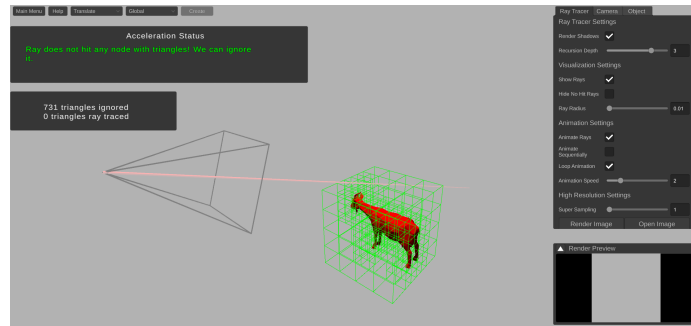 Main Menu
Help
Translate
Global
Create
Acceleration Status
Ray does not hit any node with triangles! We can ignore
it.
731 triangles ignored
0 triangles ray traced
Ray Tracer
Camera
Object
Ray Tracer Settings
Render Shadows
Recursion Depth
3
Visualization Settings
Show Rays
Hide No-Hit Rays
Ray Radius
0.01
Animation Settings
Animate Rays
Animate
Sequentially
Loop Animation
Animation Speed
2
High Resolution Settings
Super Sampling
1
Render Image
Open Image
Render Preview